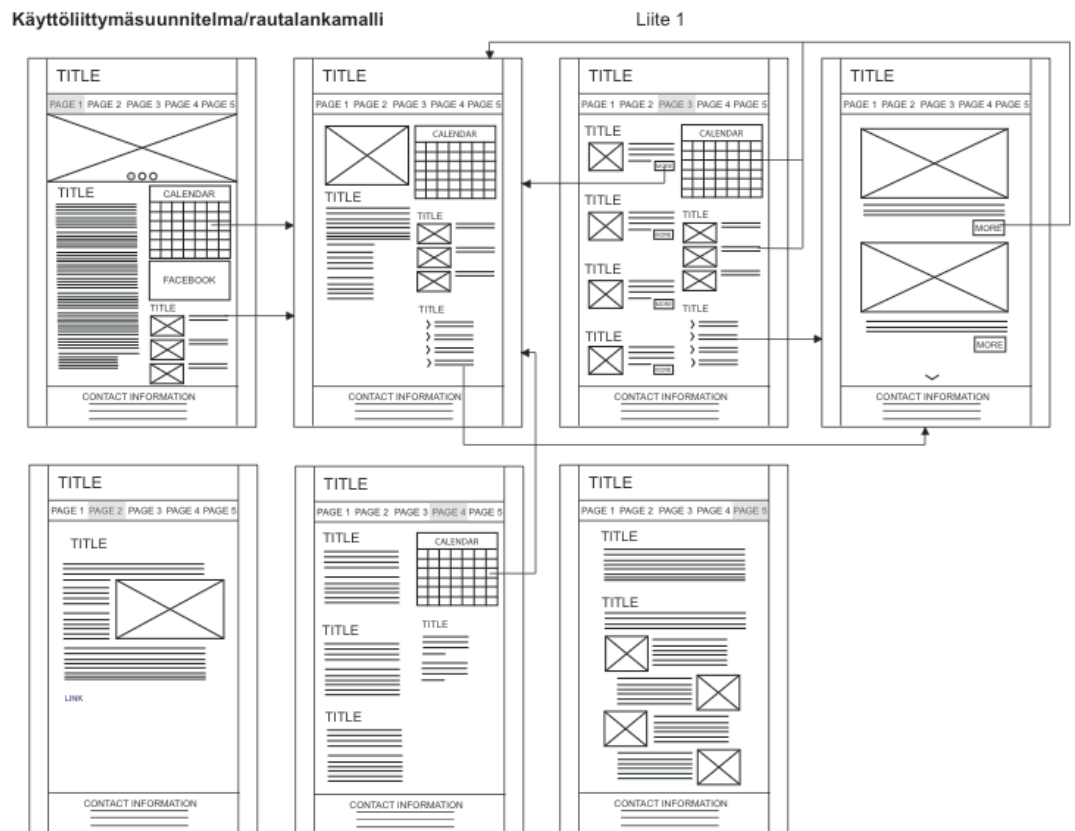 Käyttöliittymäsuunnitelma/rautalankamalli
Liite 1
TITLE
PAGE 1 PAGE 2 PAGE 3 PAGE 4 PAGE 5
TITLE
CALENDAR
FACEBOOK
TITLE
CONTACT INFORMATION
TITLE
PAGE 1 PAGE 2 PAGE 3 PAGE 4 PAGE 5
CALENDAR
TITLE
TITLE
TITLE
CONTACT INFORMATION
TITLE
PAGE 1 PAGE 2 PAGE 3 PAGE 4 PAGE 5
TITLE
CALENDAR
MORE
TITLE
TITLE
MORE
TITLE
MORE
TITLE
TITLE
MORE
CONTACT INFORMATION
TITLE
PAGE 1 PAGE 2 PAGE 3 PAGE 4 PAGE 5
MORE
MORE
CONTACT INFORMATION
TITLE
PAGE 1 PAGE 2 PAGE 3 PAGE 4 PAGE 5
TITLE
LINK
CONTACT INFORMATION
TITLE
PAGE 1 PAGE 2 PAGE 3 PAGE 4 PAGE 5
TITLE
CALENDAR
TITLE
TITLE
TITLE
CONTACT INFORMATION
TITLE
PAGE 1 PAGE 2 PAGE 3 PAGE 4 PAGE 5
TITLE
TITLE
CONTACT INFORMATION